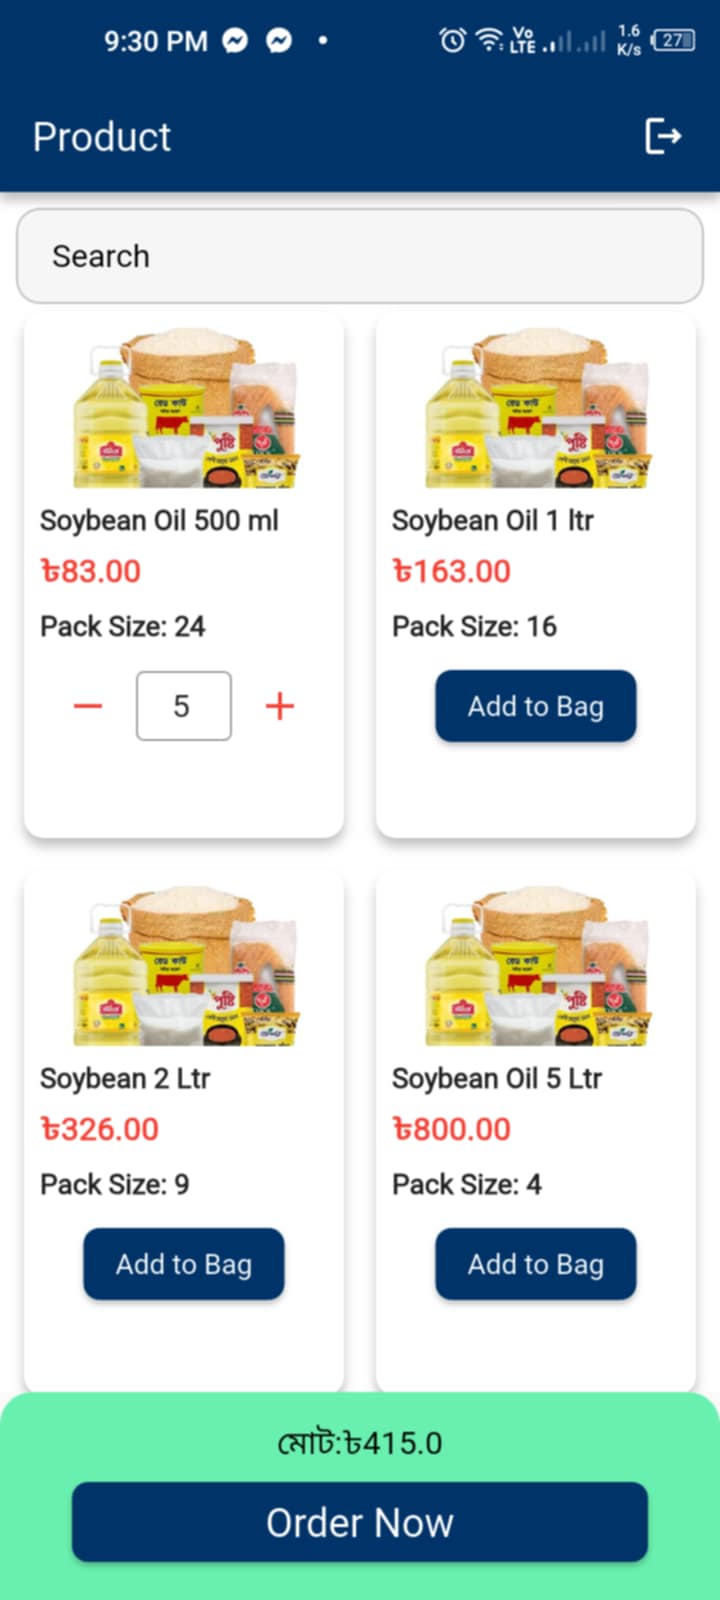 9:30 PM
Vo LTE 1.6 K/s 27
Product
Search
Soybean Oil 500 ml
৳83.00
Pack Size: 24
5
Soybean Oil 1 ltr
৳163.00
Pack Size: 16
Add to Bag
Soybean 2 Ltr
৳326.00
Pack Size: 9
Add to Bag
Soybean Oil 5 Ltr
৳800.00
Pack Size: 4
Add to Bag
মোট:৳415.0
Order Now